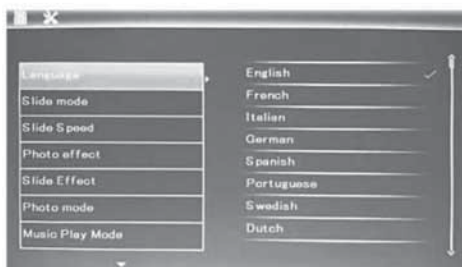 Language
Slide mode
Slide Speed
Photo effect
Slide Effect
Photo mode
Music Play Mode
English
French
Italian
German
Spanish
Portuguese
Swedish
Dutch